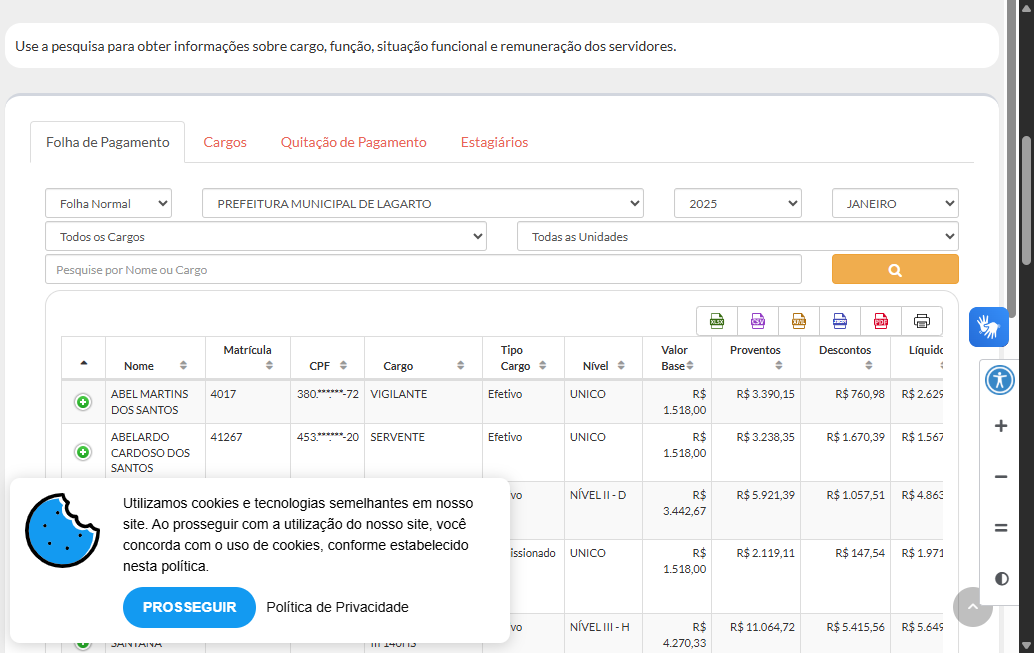 Use a pesquisa para obter informações sobre cargo, função, situação funcional e remuneração dos servidores.
Folha de Pagamento Cargos Quitação de Pagamento Estagiários
Folha Normal PREFEITURA MUNICIPAL DE LAGARTO 2025 JANEIRO
Todos os Cargos Todas as Unidades
Pesquise por Nome ou Cargo
XLSX CSV XML JSON PDF
Nome Matrícula CPF Cargo Tipo Cargo Nível Valor Base Proventos Descontos Líquido
ABEL MARTINS DOS SANTOS 4017 380.***.***-72 VIGILANTE Efetivo UNICO R$ 1.518,00 R$ 3.390,15 R$ 760,98 R$ 2.629
ABELARDO CARDOSO DOS SANTOS 41267 453.***.***-20 SERVENTE Efetivo UNICO R$ 1.518,00 R$ 3.238,35 R$ 1.670,39 R$ 1.567
vo NÍVEL II - D R$ 3.442,67 R$ 5.921,39 R$ 1.057,51 R$ 4.863
issionado UNICO R$ 1.518,00 R$ 2.119,11 R$ 147,54 R$ 1.971
vo NÍVEL III - H R$ 4.270,33 R$ 11.064,72 R$ 5.415,56 R$ 5.649
SANTANA III 140HS
Utilizamos cookies e tecnologias semelhantes em nosso
site. Ao prosseguir com a utilização do nosso site, você
concorda com o uso de cookies, conforme estabelecido
nesta política.
PROSSEGUIR Política de Privacidade